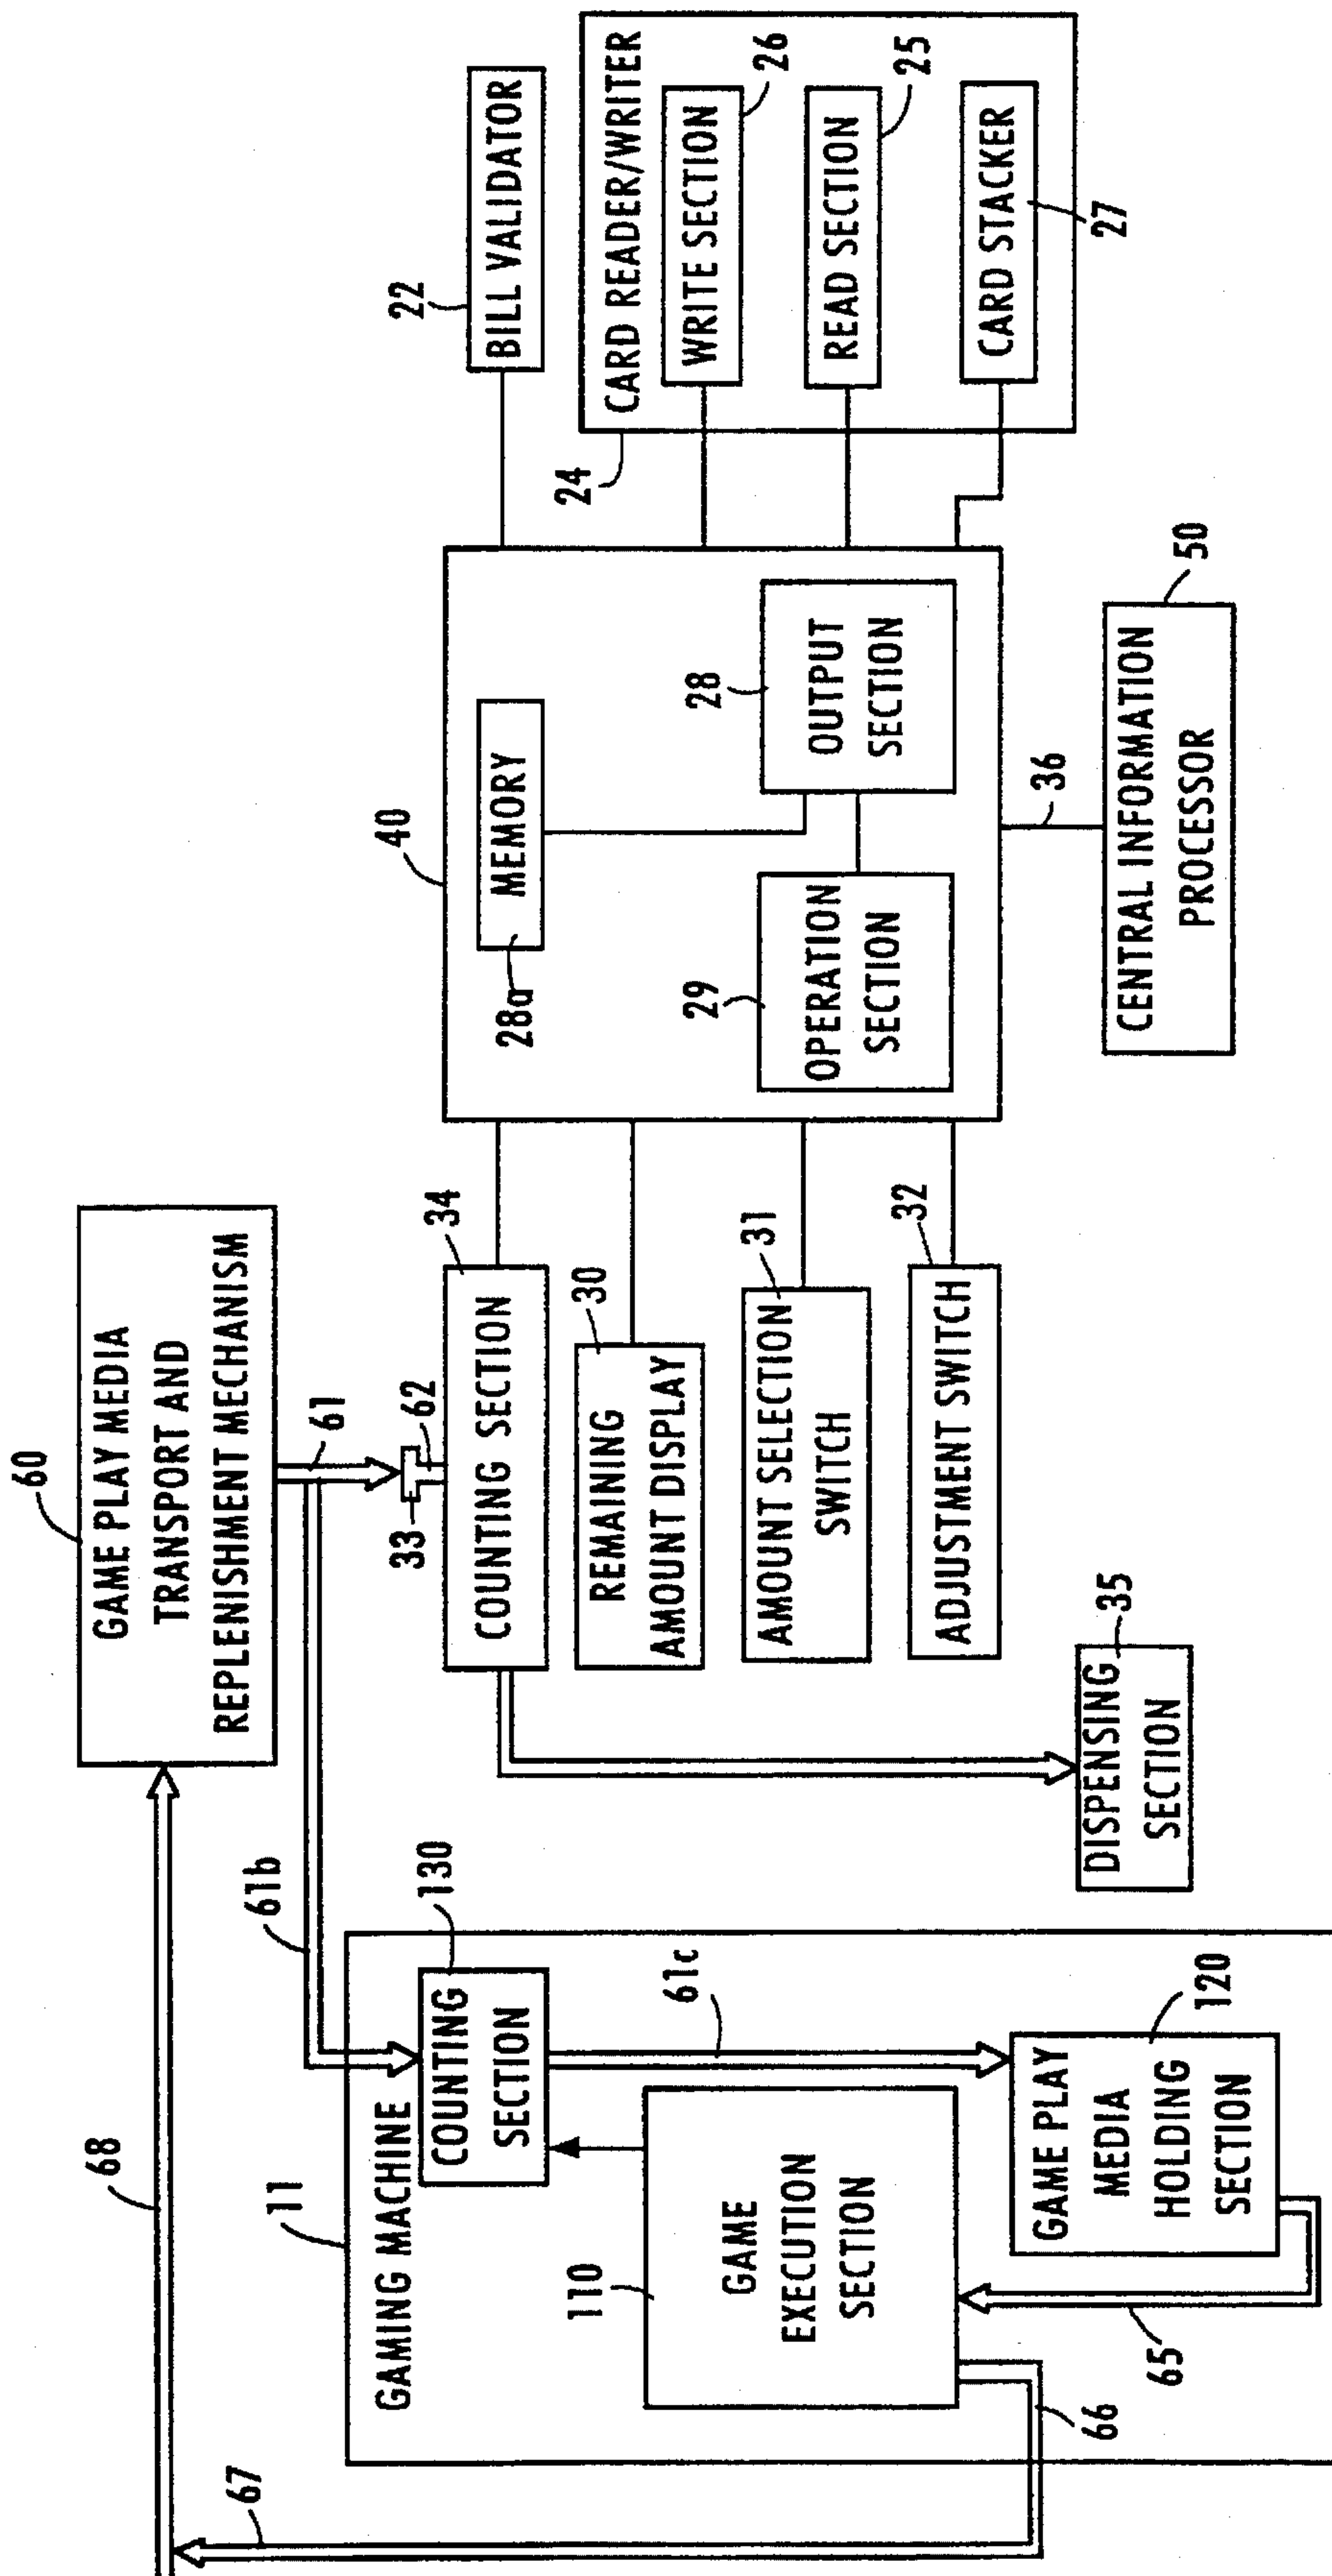 60
GAME PLAY MEDIA
TRANSPORT AND
REPLENISHMENT MECHANISM
68
67
61
61b
33
62
11
GAMING MACHINE
130
COUNTING
SECTION
61c
110
GAME
EXECUTION
SECTION
120
GAME PLAY
MEDIA
HOLDING
SECTION
65
66
34
COUNTING SECTION
30
REMAINING
AMOUNT DISPLAY
31
AMOUNT SELECTION
SWITCH
32
ADJUSTMENT SWITCH
35
DISPENSING
SECTION
40
MEMORY
28a
29
OPERATION
SECTION
28
OUTPUT
SECTION
36
50
CENTRAL INFORMATION
PROCESSOR
22
BILL VALIDATOR
24
CARD READER/WRITER
WRITE SECTION
26
READ SECTION
25
CARD STACKER
27